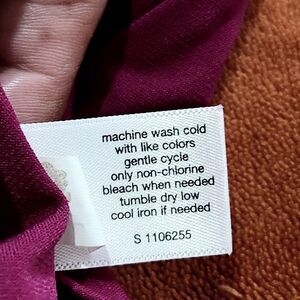 machine wash cold
with like colors
gentle cycle
only non-chlorine
bleach when needed
tumble dry low
cool iron if needed
S 1106255